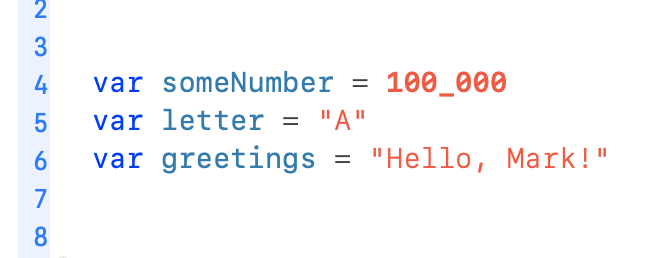 2
3
4 var someNumber = 100_000
5 var letter = "A"
6 var greetings = "Hello, Mark!"
7
8